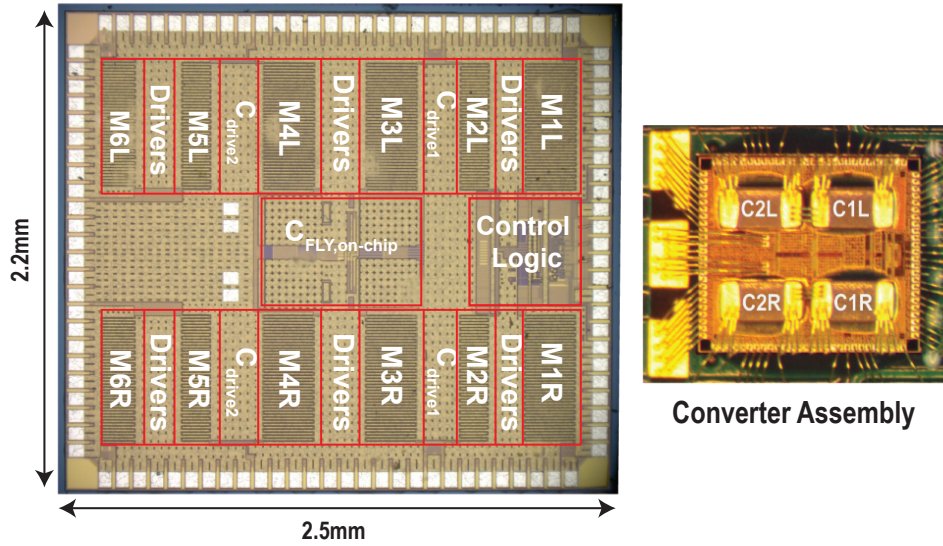 M6L
Drivers
M5L
C drive2
M4L
Drivers
M3L
C drive1
M2L
Drivers
M1L
C FLY,on-chip
Control
Logic
M6R
Drivers
M5R
C drive2
M4R
Drivers
M3R
C drive1
M2R
Drivers
M1R
2.2mm
2.5mm
C2L
C1L
C2R
C1R
Converter Assembly